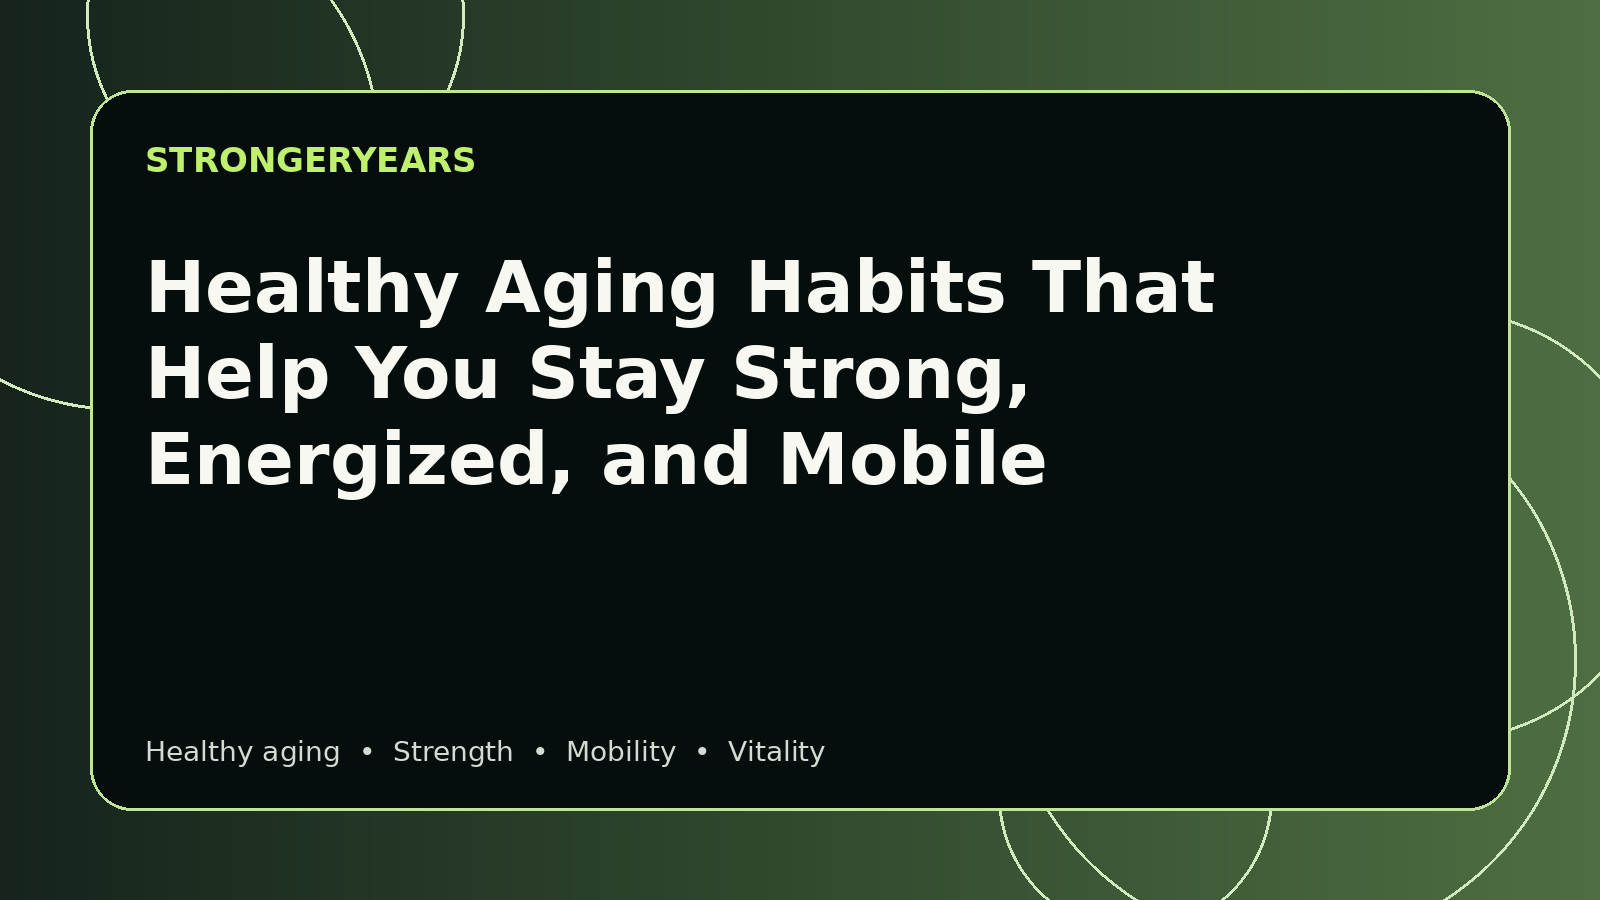 STRONGERYEARS
Healthy Aging Habits That
Help You Stay Strong,
Energized, and Mobile
Healthy aging • Strength • Mobility • Vitality